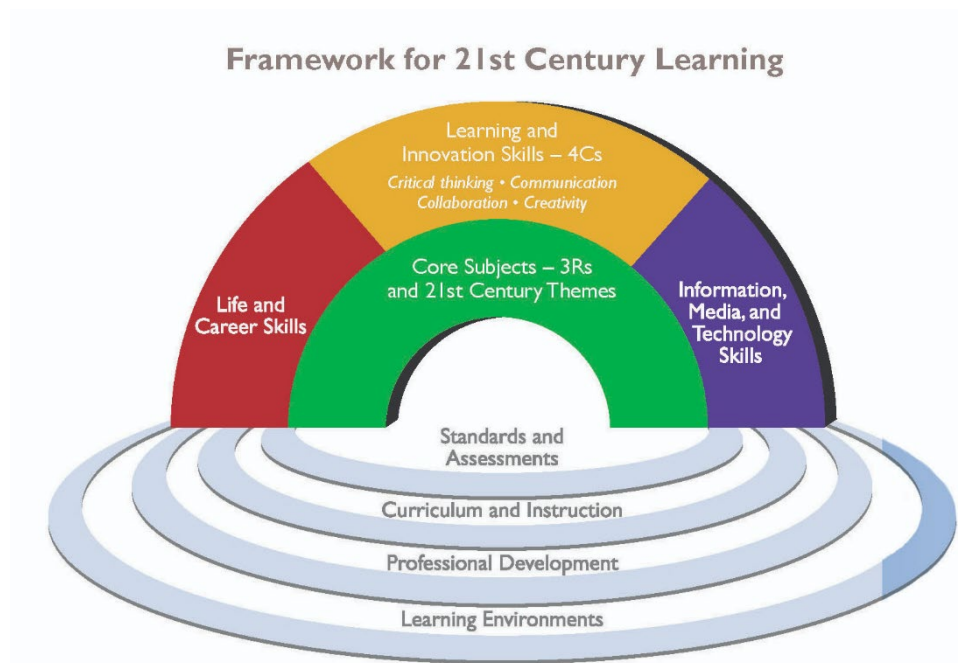 Framework for 21st Century Learning
Learning and
Innovation Skills – 4Cs
Critical thinking • Communication
Collaboration • Creativity
Core Subjects – 3Rs
and 21st Century Themes
Life and
Career Skills
Information,
Media, and
Technology
Skills
Standards and
Assessments
Curriculum and Instruction
Professional Development
Learning Environments